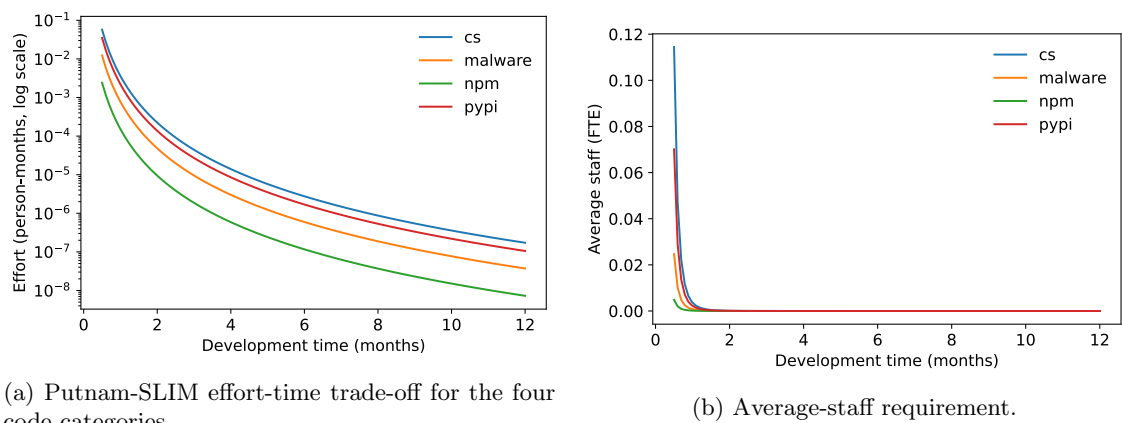 Effort (person-months, log scale)
10⁻¹
10⁻²
10⁻³
10⁻⁴
10⁻⁵
10⁻⁶
10⁻⁷
10⁻⁸
cs
malware
npm
pypi
0 2 4 6 8 10 12
Development time (months)
(a) Putnam-SLIM effort-time trade-off for the four
code categories
Average staff (FTE)
0.12
0.10
0.08
0.06
0.04
0.02
0.00
cs
malware
npm
pypi
0 2 4 6 8 10 12
Development time (months)
(b) Average-staff requirement.